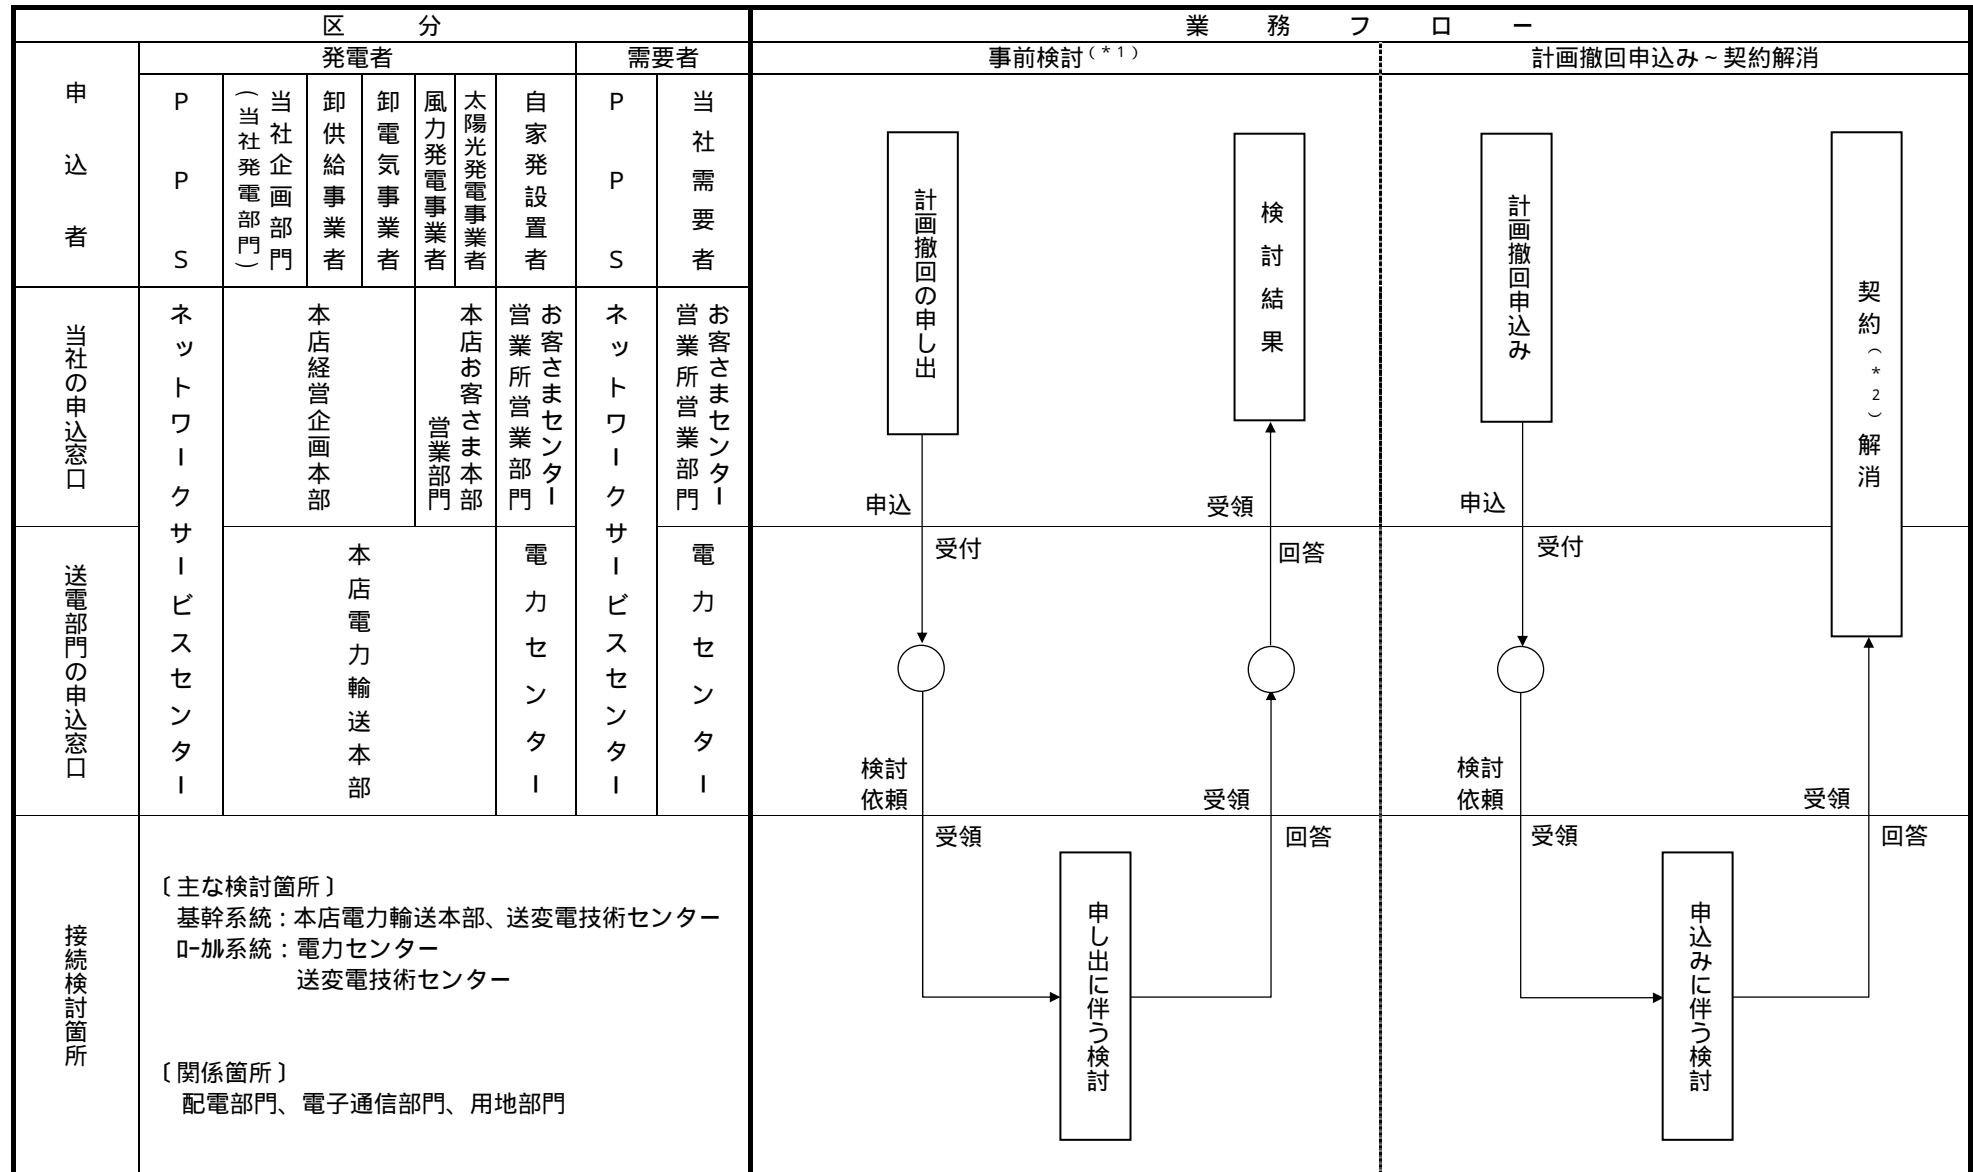 区　分
業　務　フ　ロ　ー
発電者
需要者
事前検討(*1)
計画撤回申込み～契約解消
申込者
PPS
当社企画部門
(当社発電部門)
卸供給事業者
卸電気事業者
風力発電事業者
太陽光発電事業者
自家発設置者
PPS
当社需要者
当社の申込窓口
ネットワークサービスセンター
本店経営企画本部
本店お客さま本部
営業部門
お客さまセンター
営業所営業部門
ネットワークサービスセンター
お客さまセンター
営業所営業部門
送電部門の申込窓口
本店電力輸送本部
電力センター
電力センター
接続検討箇所
〔主な検討箇所〕
基幹系統：本店電力輸送本部、送変電技術センター
ﾛｰｶﾙ系統：電力センター
送変電技術センター
〔関係箇所〕
配電部門、電子通信部門、用地部門
計画撤回の申し出
検討結果
計画撤回申込み
契約(*2)解消
申込
受領
申込
受付
回答
受付
検討
依頼
受領
検討
依頼
受領
受領
回答
受領
回答
申し出に伴う検討
申込みに伴う検討